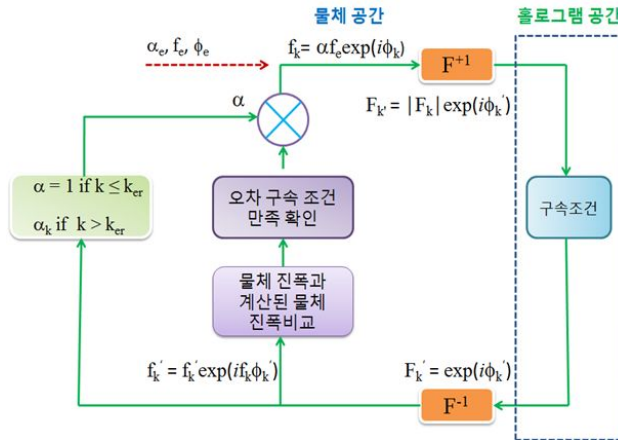 물체 공간
홀로그램 공간
αₑ, fₑ, ϕₑ
fₖ= αfₑexp(iϕₖ)
F⁺¹
α
Fₖ' = |Fₖ|exp(iϕₖ')
α = 1 if k ≤ kₑᵣ
αₖ if k > kₑᵣ
오차 구속 조건
만족 확인
구속조건
물체 진폭과
계산된 물체
진폭비교
fₖ' = fₖ'exp(ifₖϕₖ')
Fₖ' = exp(iϕₖ')
F⁻¹